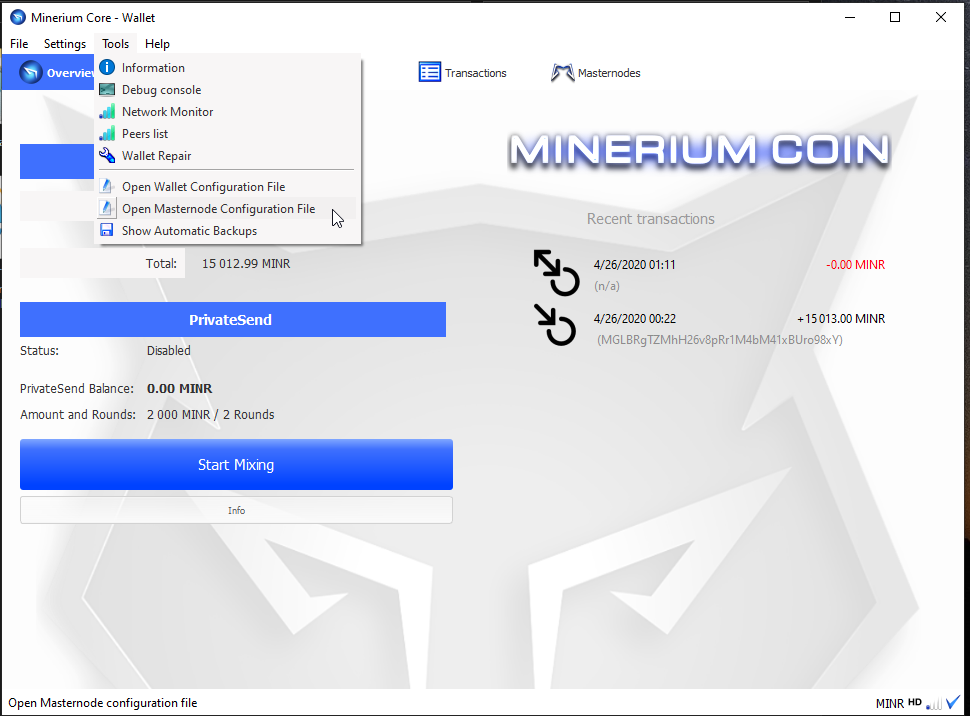 Minerium Core - Wallet
File Settings Tools Help
Overview
Transactions
Masternodes
Information
Debug console
Network Monitor
Peers list
Wallet Repair
Open Wallet Configuration File
Open Masternode Configuration File
Show Automatic Backups
MINERIUM COIN
Total: 15 012.99 MINR
Recent transactions
4/26/2020 01:11 -0.00 MINR
(n/a)
4/26/2020 00:22 +15 013.00 MINR
(MGLBRgTZMhH26v8pRr1M4bM41xBUro98xY)
PrivateSend
Status: Disabled
PrivateSend Balance: 0.00 MINR
Amount and Rounds: 2 000 MINR / 2 Rounds
Start Mixing
Info
Open Masternode configuration file
MINR HD